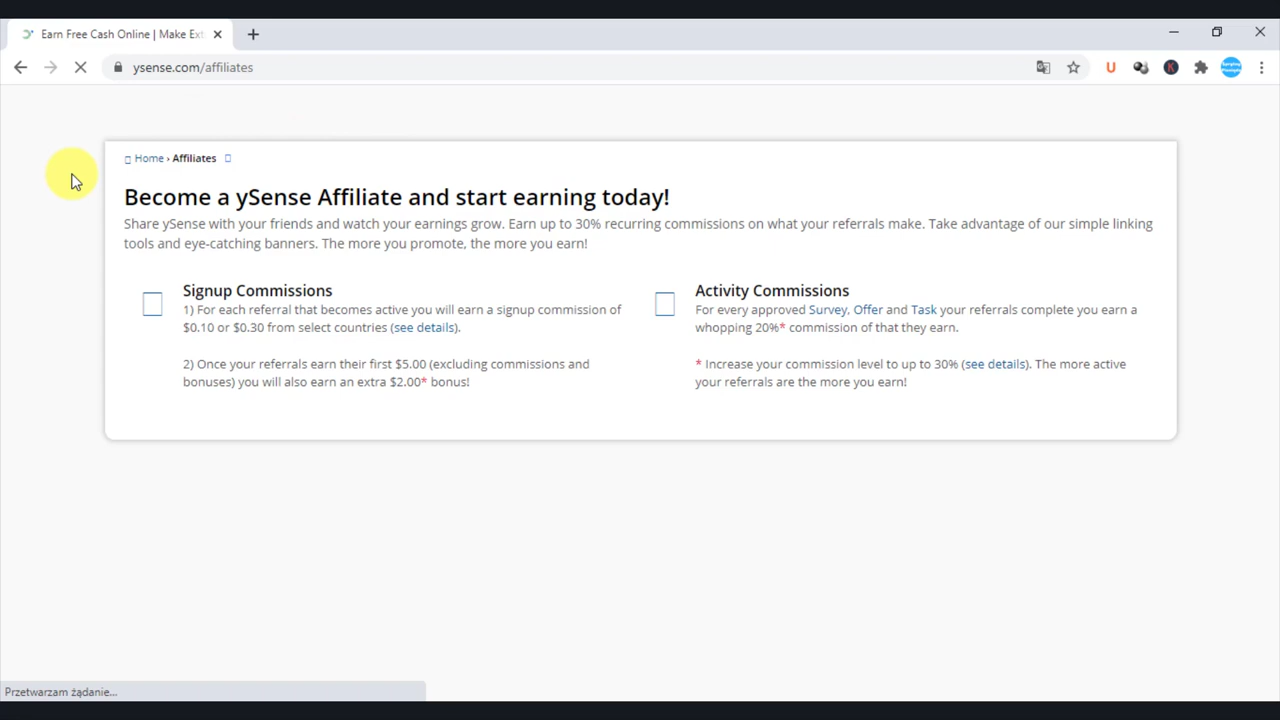 Earn Free Cash Online | Make Ext
ysense.com/affiliates
Home › Affiliates
Become a ySense Affiliate and start earning today!
Share ySense with your friends and watch your earnings grow. Earn up to 30% recurring commissions on what your referrals make. Take advantage of our simple linking
tools and eye-catching banners. The more you promote, the more you earn!
Signup Commissions
1) For each referral that becomes active you will earn a signup commission of
$0.10 or $0.30 from select countries (see details).
2) Once your referrals earn their first $5.00 (excluding commissions and
bonuses) you will also earn an extra $2.00* bonus!
Activity Commissions
For every approved Survey, Offer and Task your referrals complete you earn a
whopping 20%* commission of that they earn.
* Increase your commission level to up to 30% (see details). The more active
your referrals are the more you earn!
Przetwarzam żądanie...